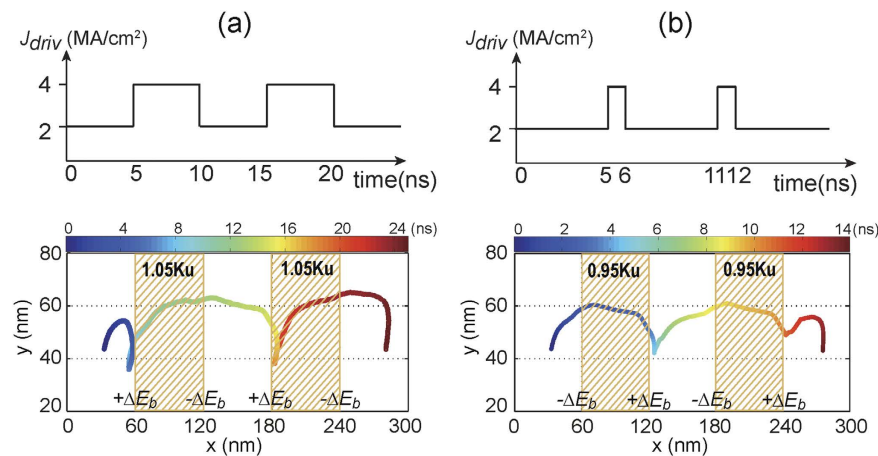 (a)
J_driv (MA/cm²)
4
2
0 5 10 15 20 time(ns)
0 4 8 12 16 20 24 (ns)
80
60
40
20
y (nm)
1.05Ku 1.05Ku
+ΔE_b -ΔE_b +ΔE_b -ΔE_b
0 60 120 180 240 300
x (nm)
(b)
J_driv (MA/cm²)
4
2
0 5 6 1112 time(ns)
0 2 4 6 8 10 12 14 (ns)
80
60
40
20
y (nm)
0.95Ku 0.95Ku
-ΔE_b +ΔE_b -ΔE_b +ΔE_b
0 60 120 180 240 300
x (nm)